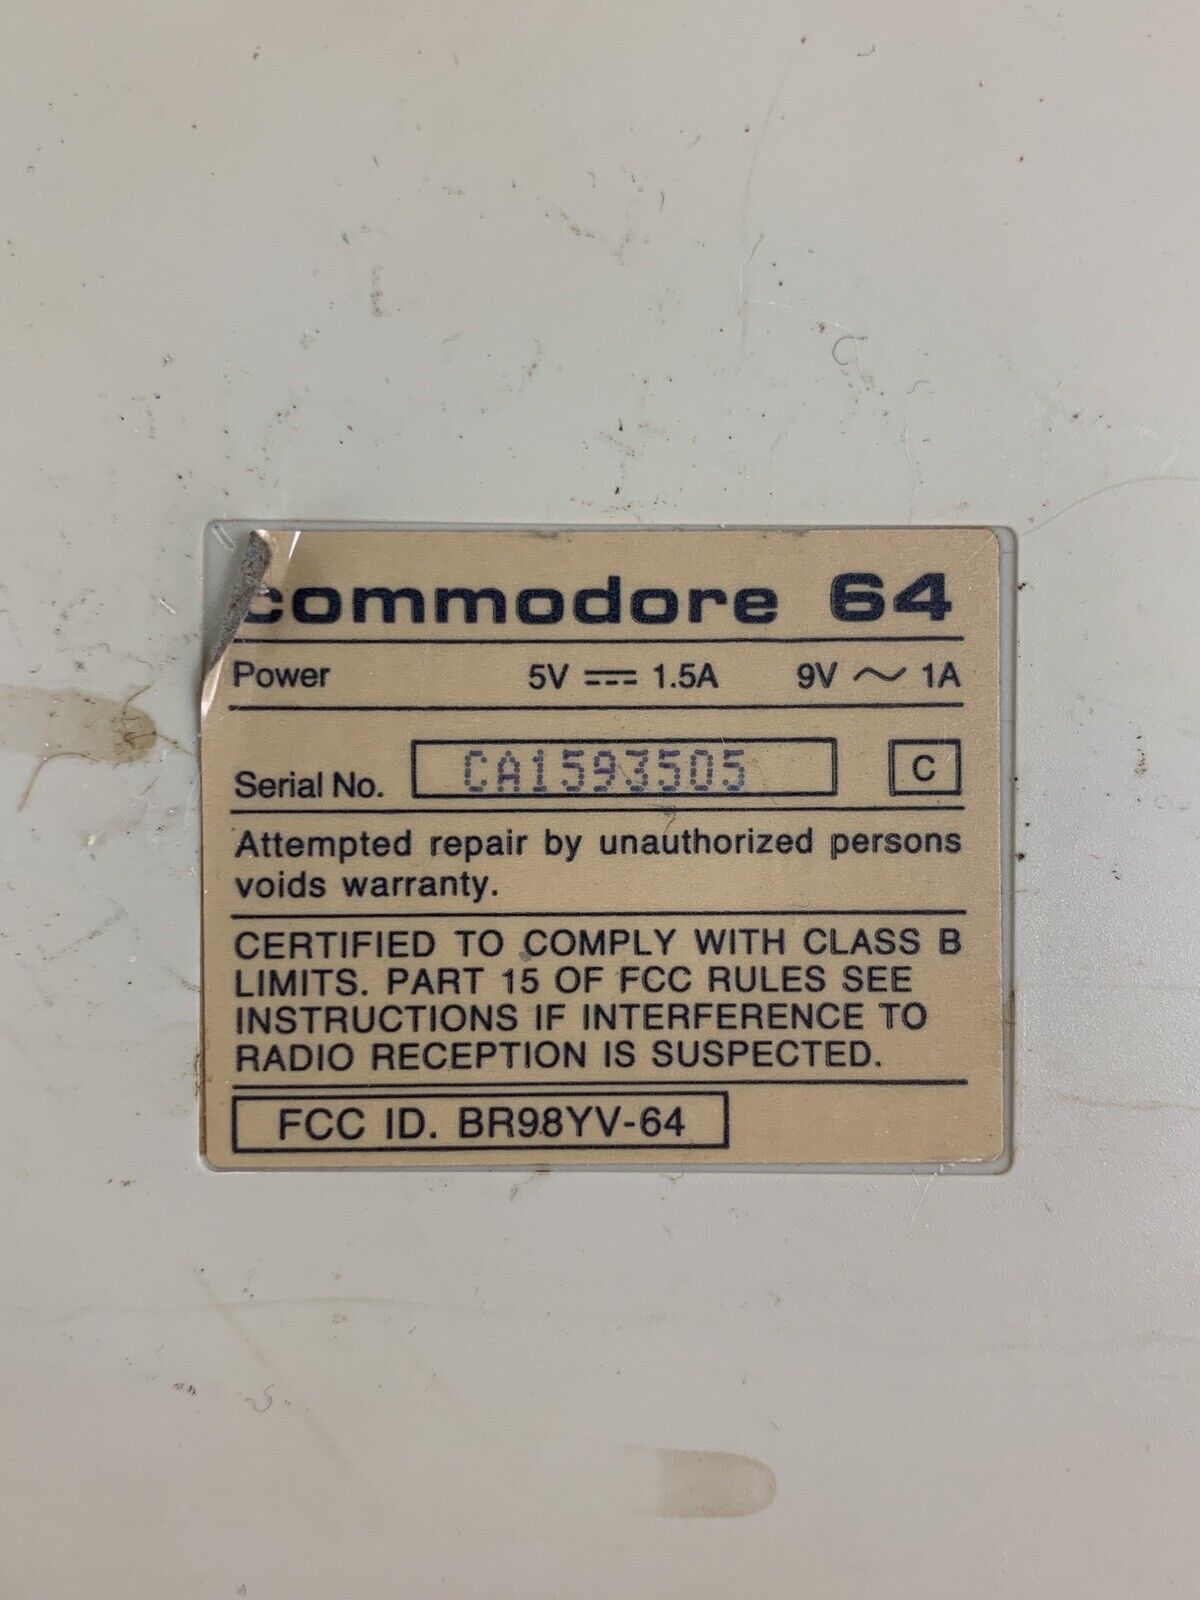 commodore 64
Power 5V ⎓ 1.5A 9V ~ 1A
Serial No. CA1593505 C
Attempted repair by unauthorized persons
voids warranty.
CERTIFIED TO COMPLY WITH CLASS B
LIMITS. PART 15 OF FCC RULES SEE
INSTRUCTIONS IF INTERFERENCE TO
RADIO RECEPTION IS SUSPECTED.
FCC ID. BR98YV-64